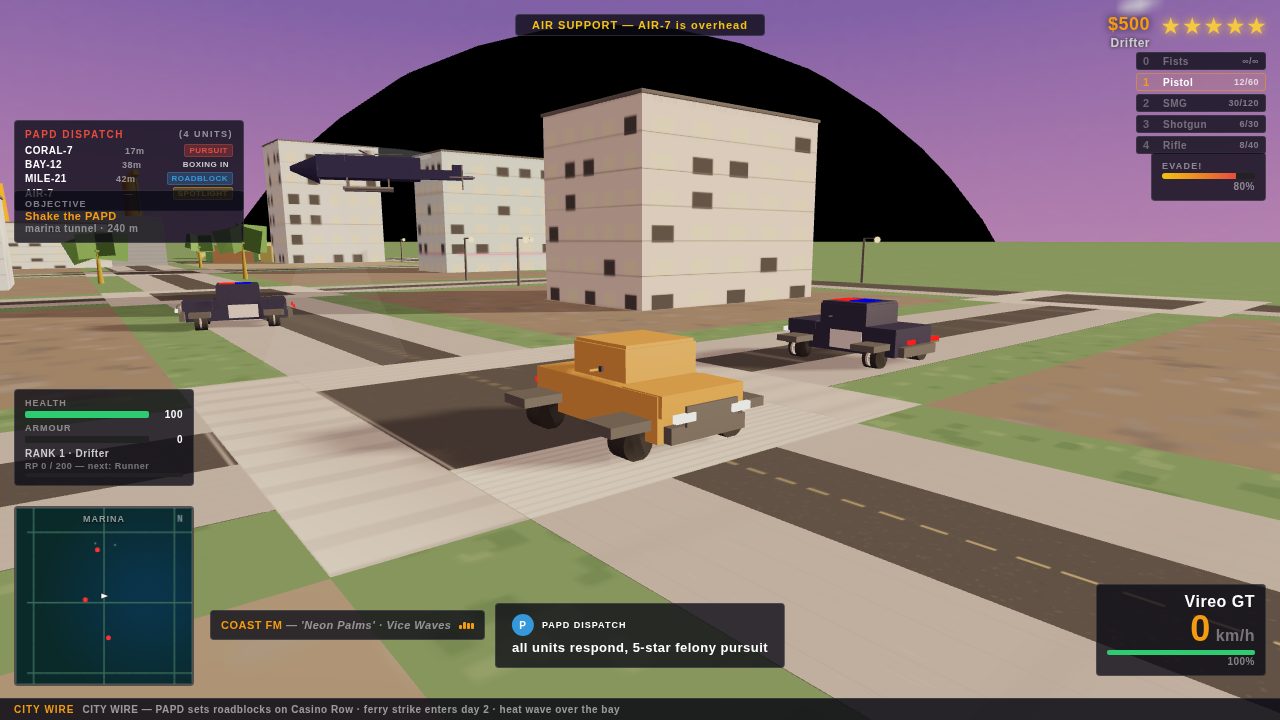 AIR SUPPORT — AIR-7 is overhead
$500
Drifter
★★★★★
0 Fists ∞/∞
1 Pistol 12/60
2 SMG 30/120
3 Shotgun 6/30
4 Rifle 8/40
EVADE!
80%
PAPD DISPATCH (4 UNITS)
CORAL-7 17m PURSUIT
BAY-12 38m BOXING IN
MILE-21 42m ROADBLOCK
AIR-7 — SPOTLIGHT
OBJECTIVE
Shake the PAPD
marina tunnel · 240 m
HEALTH
100
ARMOUR
0
RANK 1 · Drifter
RP 0 / 200 — next: Runner
MARINA N
COAST FM — 'Neon Palms' · Vice Waves
P PAPD DISPATCH
all units respond, 5-star felony pursuit
Vireo GT
0 km/h
100%
CITY WIRE CITY WIRE — PAPD sets roadblocks on Casino Row · ferry strike enters day 2 · heat wave over the bay